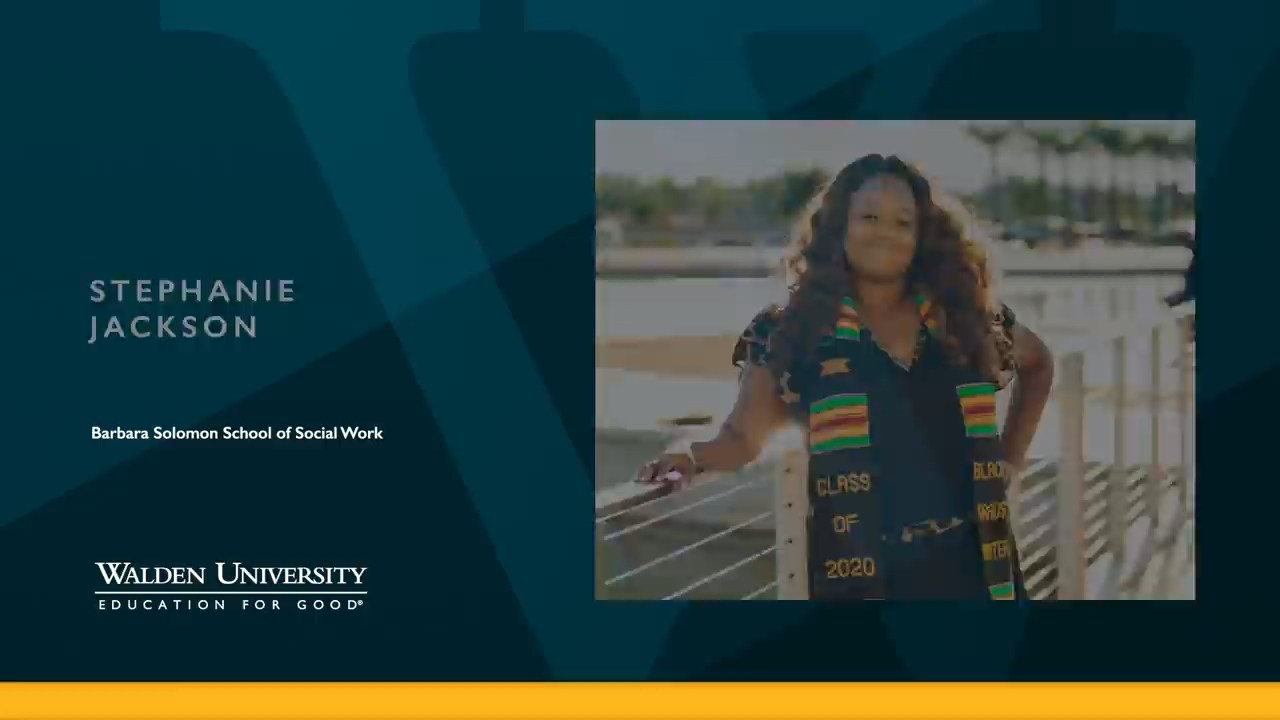 STEPHANIE
JACKSON
Barbara Solomon School of Social Work
WALDEN UNIVERSITY
EDUCATION FOR GOOD®
CLASS
OF
2020